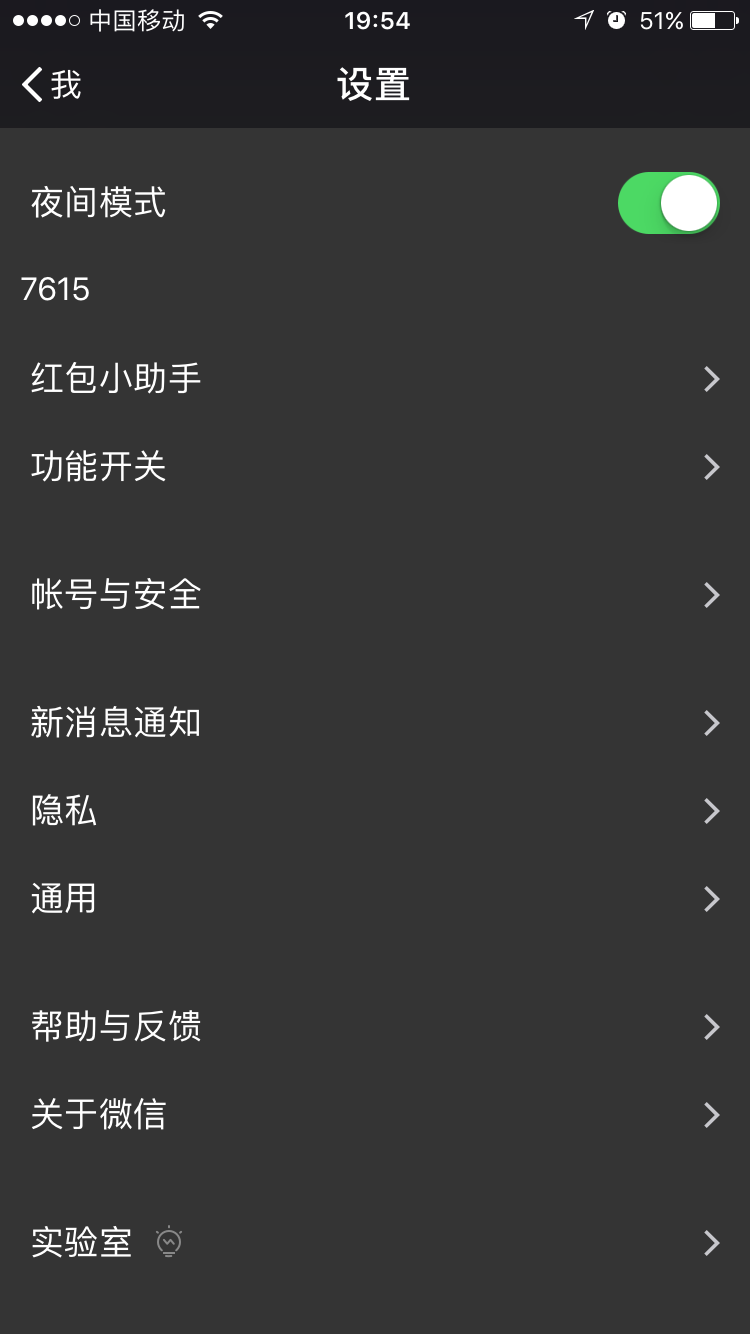 中国移动 19:54 51%
我 设置
夜间模式
7615
红包小助手
功能开关
帐号与安全
新消息通知
隐私
通用
帮助与反馈
关于微信
实验室